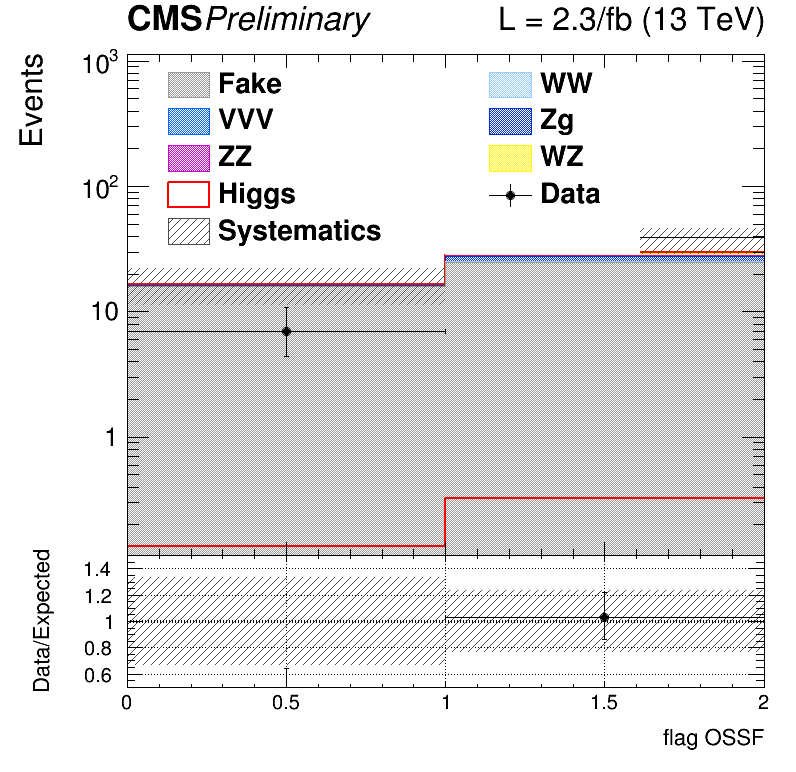 CMS Preliminary L = 2.3/fb (13 TeV)
Events
10³
10²
10
1
Fake WW
VVV Zg
ZZ WZ
Higgs Data
Systematics
Data/Expected
1.4
1.2
1
0.8
0.6
0 0.5 1 1.5 2
flag OSSF